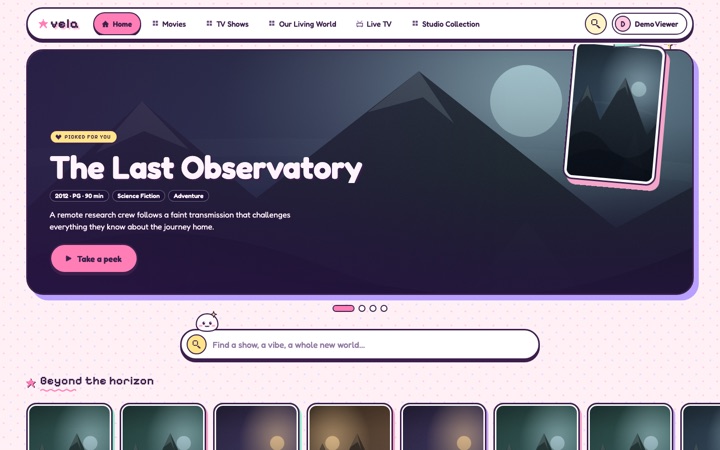 vela
Home
Movies
TV Shows
Our Living World
Live TV
Studio Collection
D
Demo Viewer
PICKED FOR YOU
The Last Observatory
2012 · PG · 90 min
Science Fiction
Adventure
A remote research crew follows a faint transmission that challenges
everything they know about the journey home.
Take a peek
Find a show, a vibe, a whole new world...
Beyond the horizon